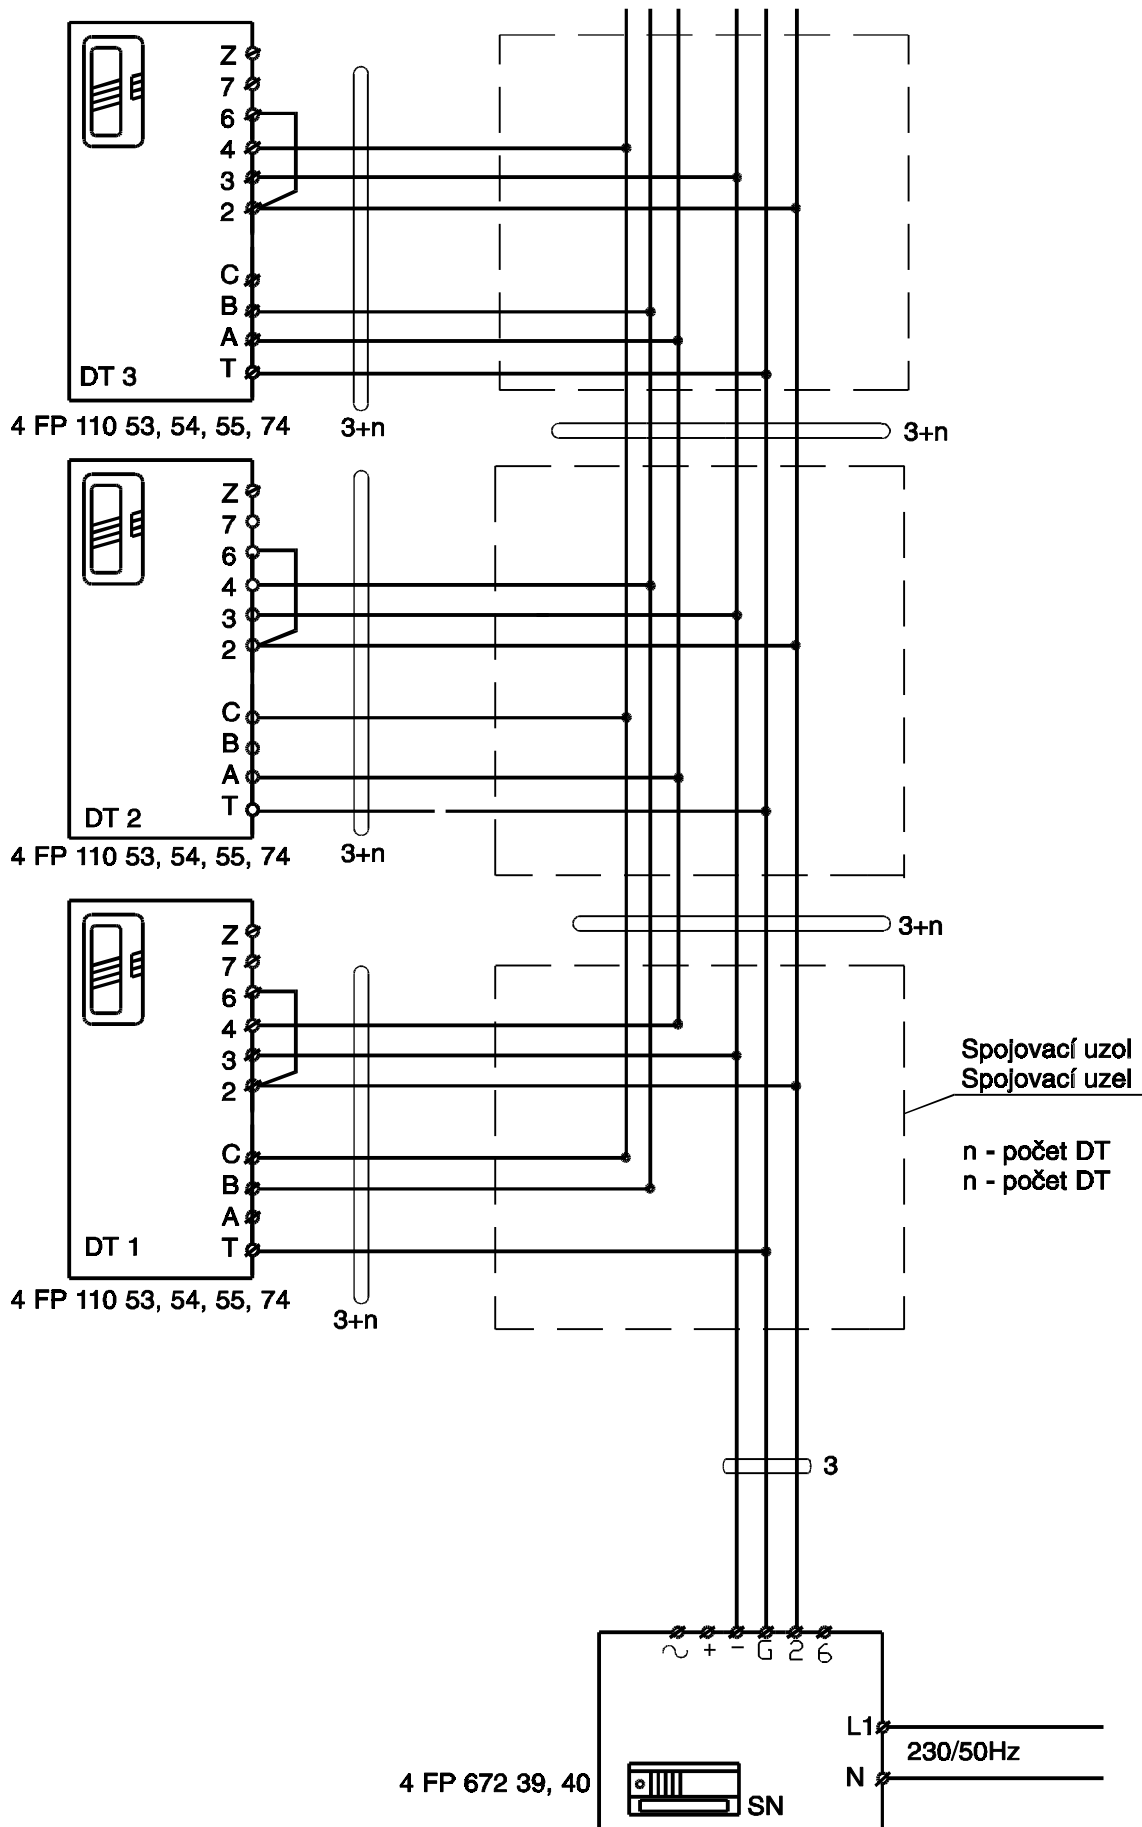 Z
7
6
4
3
2
C
B
A
T
DT 3
4 FP 110 53, 54, 55, 74
3+n
3+n
Z
7
6
4
3
2
C
B
A
T
DT 2
4 FP 110 53, 54, 55, 74
3+n
3+n
Z
7
6
4
3
2
C
B
A
T
DT 1
4 FP 110 53, 54, 55, 74
3+n
Spojovací uzol
Spojovací uzel
n - počet DT
n - počet DT
3
~ + - G 2 6
L1
230/50Hz
N
4 FP 672 39, 40
SN